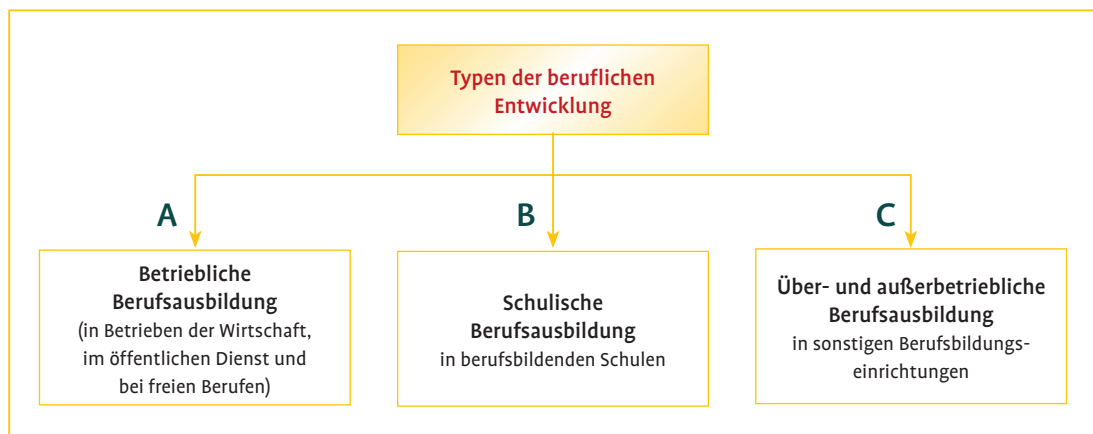 Typen der beruflichen
Entwicklung
A
Betriebliche
Berufsausbildung
(in Betrieben der Wirtschaft,
im öffentlichen Dienst und
bei freien Berufen)
B
Schulische
Berufsausbildung
in berufsbildenden Schulen
C
Über- und außerbetriebliche
Berufsausbildung
in sonstigen Berufsbildungs-
einrichtungen